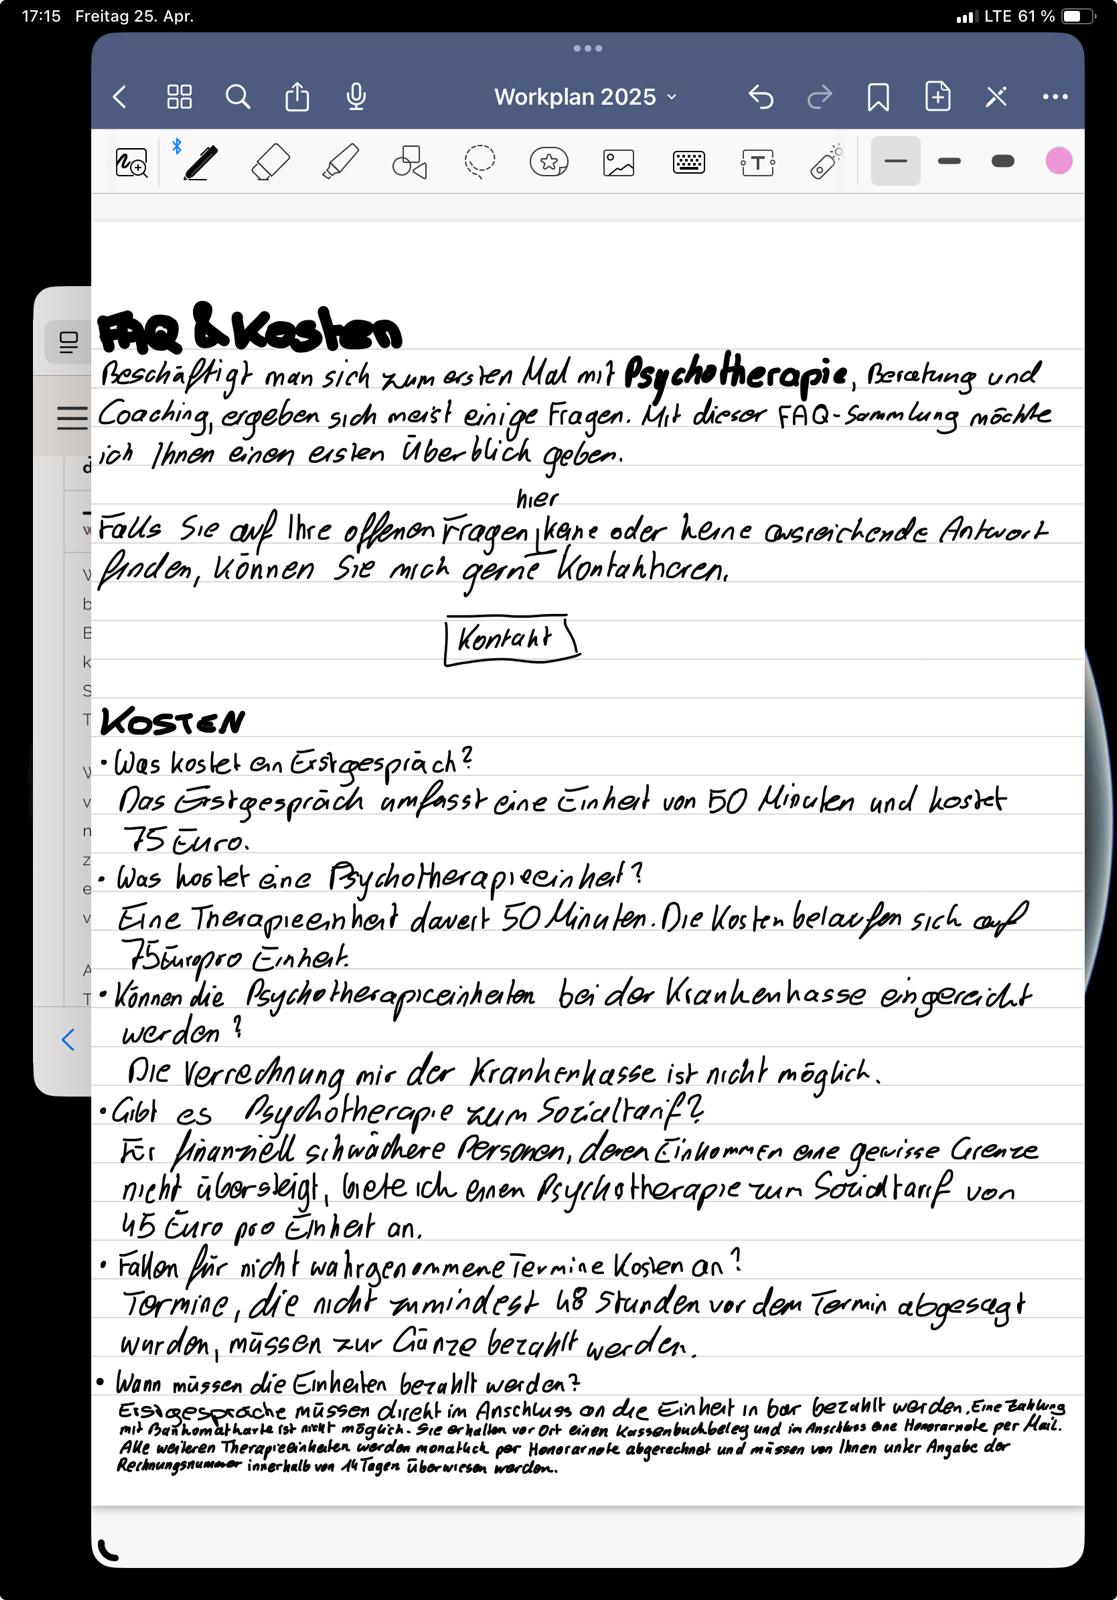 17:15 Freitag 25. Apr.
LTE 61 %
Workplan 2025
FAQ & Kosten
Beschäftigt man sich zum ersten Mal mit Psychotherapie, Beratung und
Coaching, ergeben sich meist einige Fragen. Mit dieser FAQ-Sammlung möchte
ich Ihnen einen ersten Überblick geben.
hier
Falls Sie auf Ihre offenen Fragen keine oder keine ausreichende Antwort
finden, können Sie mich gerne kontaktieren.
Kontakt
KOSTEN
• Was kostet ein Erstgespräch?
Das Erstgespräch umfasst eine Einheit von 50 Minuten und kostet
75 Euro.
• Was kostet eine Psychotherapieeinheit?
Eine Therapieeinheit dauert 50 Minuten. Die Kosten belaufen sich auf
75 Euro pro Einheit.
• Können die Psychotherapieeinheiten bei der Krankenkasse eingereicht
werden?
Die Verrechnung mit der Krankenkasse ist nicht möglich.
• Gibt es Psychotherapie zum Sozialtarif?
Für finanziell schwächere Personen, deren Einkommen eine gewisse Grenze
nicht übersteigt, biete ich einen Psychotherapie zum Sozialtarif von
45 Euro pro Einheit an.
• Fallen für nicht wahrgenommene Termine Kosten an?
Termine, die nicht zumindest 48 Stunden vor dem Termin abgesagt
wurden, müssen zur Gänze bezahlt werden.
• Wann müssen die Einheiten bezahlt werden?
Erstgespräche müssen direkt im Anschluss an die Einheit in bar bezahlt werden. Eine Zahlung
mit Bankomatkarte ist nicht möglich. Sie erhalten vor Ort einen Kassenbuchbeleg und im Anschluss eine Honorarnote per Mail.
Alle weiteren Therapieeinheiten werden monatlich per Honorarnote abgerechnet und müssen von Ihnen unter Angabe der
Rechnungsnummer innerhalb von 14 Tagen überwiesen werden.